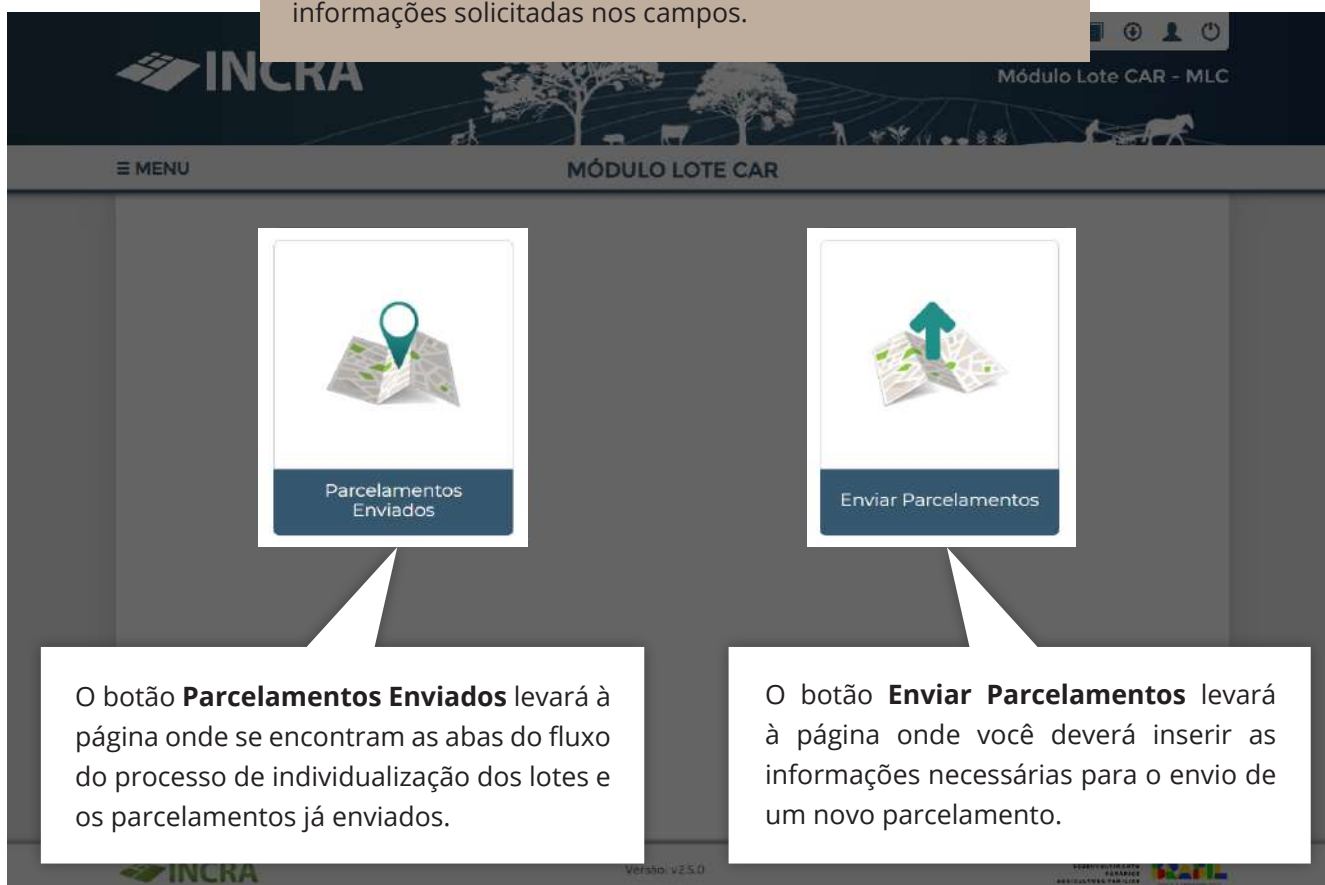 informações solicitadas nos campos.
INCRA
Módulo Lote CAR - MLC
≡ MENU
MÓDULO LOTE CAR
Parcelamentos
Enviados
Enviar Parcelamentos
O botão Parcelamentos Enviados levará à
página onde se encontram as abas do fluxo
do processo de individualização dos lotes e
os parcelamentos já enviados.
O botão Enviar Parcelamentos levará
à página onde você deverá inserir as
informações necessárias para o envio de
um novo parcelamento.
INCRA
Versão: v2.5.0